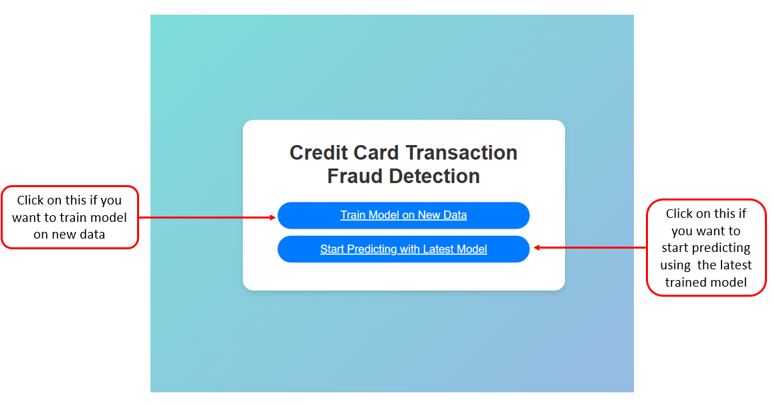 Credit Card Transaction
Fraud Detection
Click on this if you
want to train model
on new data
Train Model on New Data
Start Predicting with Latest Model
Click on this if
you want to
start predicting
using the latest
trained model